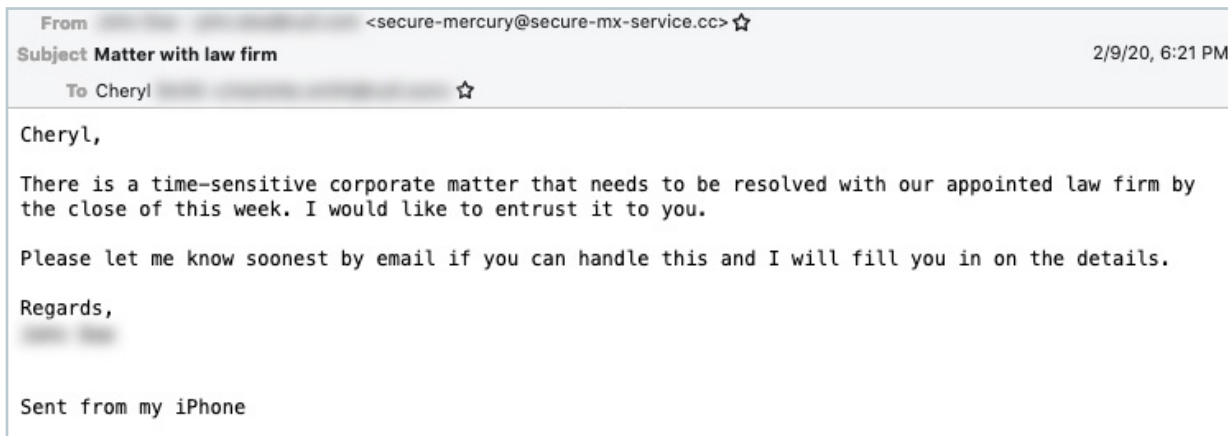 From <secure-mercury@secure-mx-service.cc>
Subject Matter with law firm 2/9/20, 6:21 PM
To Cheryl
Cheryl,
There is a time-sensitive corporate matter that needs to be resolved with our appointed law firm by
the close of this week. I would like to entrust it to you.
Please let me know soonest by email if you can handle this and I will fill you in on the details.
Regards,
Sent from my iPhone